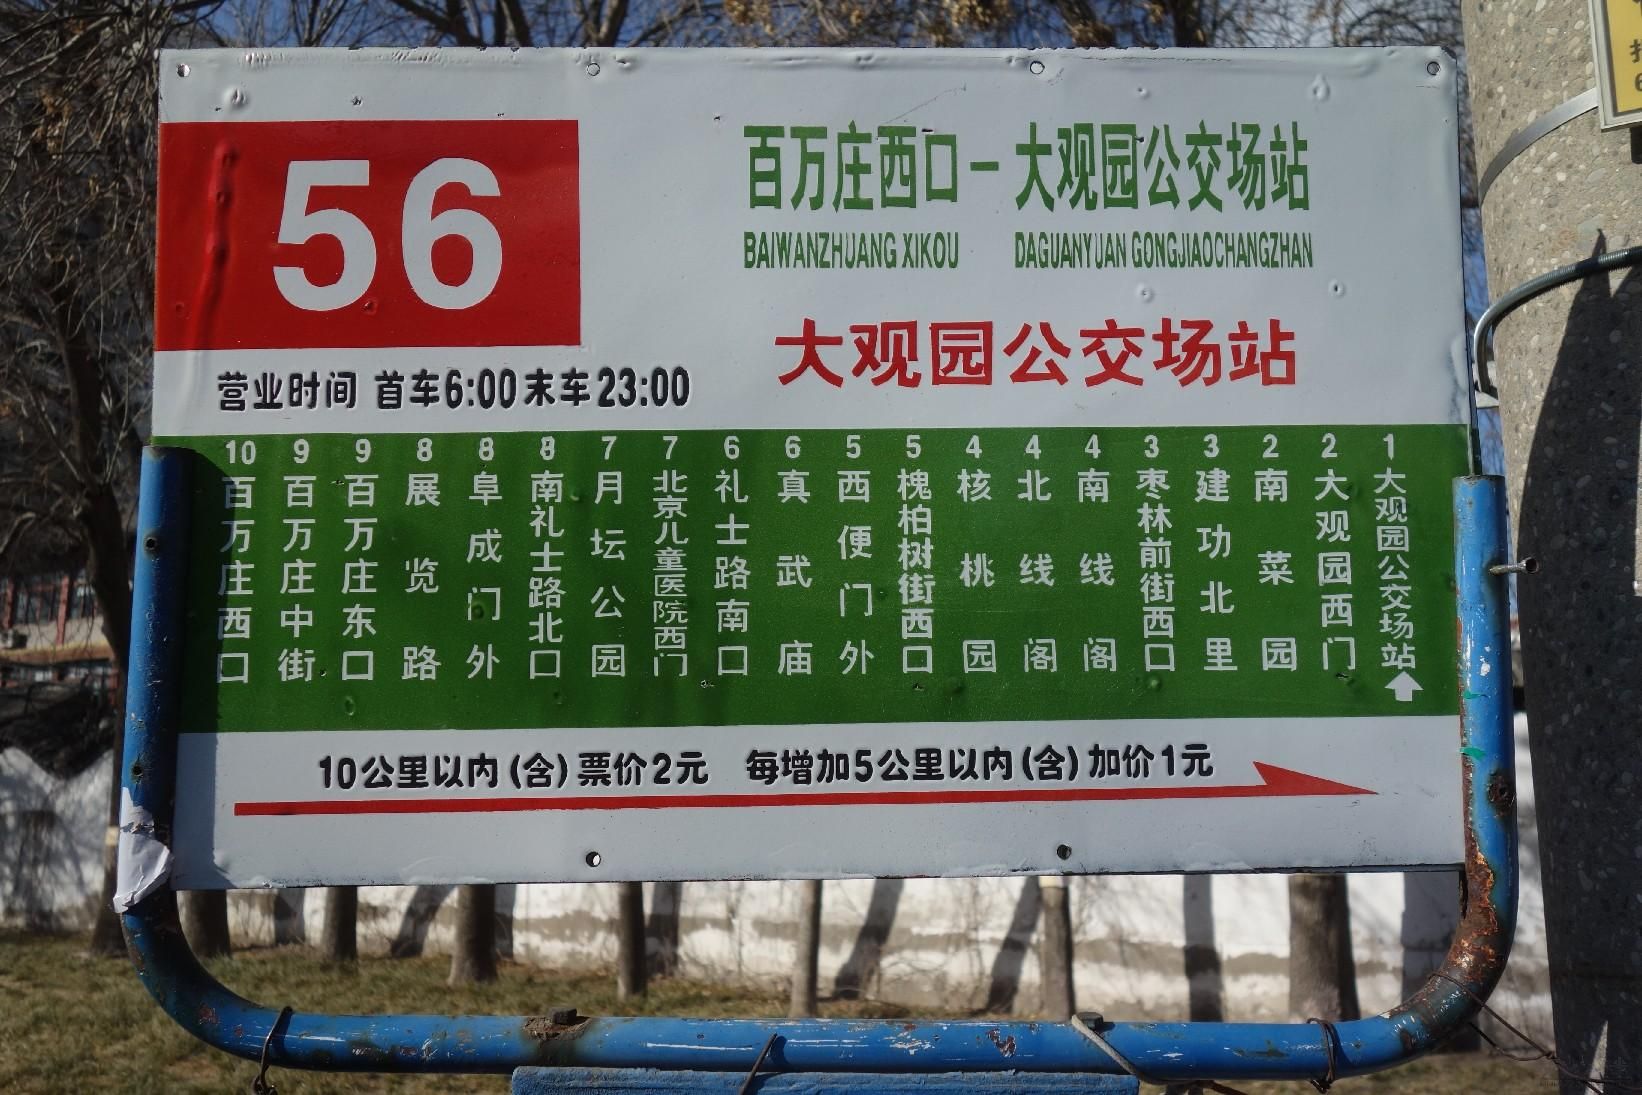 56
百万庄西口－大观园公交场站
BAIWANZHUANG XIKOU DAGUANYUAN GONGJIAOCHANGZHAN
大观园公交场站
营业时间 首车6:00末车23:00
10 百万庄西口
9 百万庄中街
9 百万庄东口
8 展览路
8 阜成门外
8 南礼士路北口
7 月坛公园
7 北京儿童医院西门
6 礼士路南口
6 真武庙
5 西便门外
5 槐柏树街西口
4 核桃园
4 北线阁
4 南线阁
3 枣林前街西口
3 建功北里
2 南菜园
2 大观园西门
1 大观园公交场站
10公里以内(含)票价2元 每增加5公里以内(含)加价1元